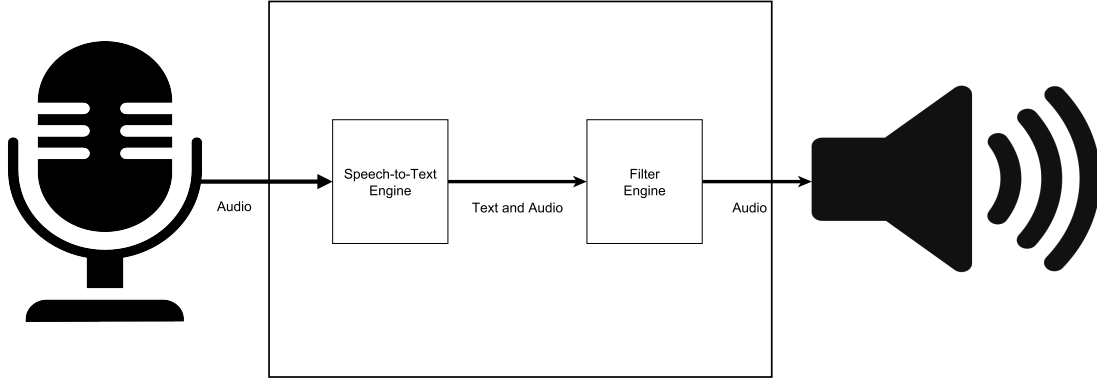 Speech-to-Text
Engine
Filter
Engine
Audio
Text and Audio
Audio